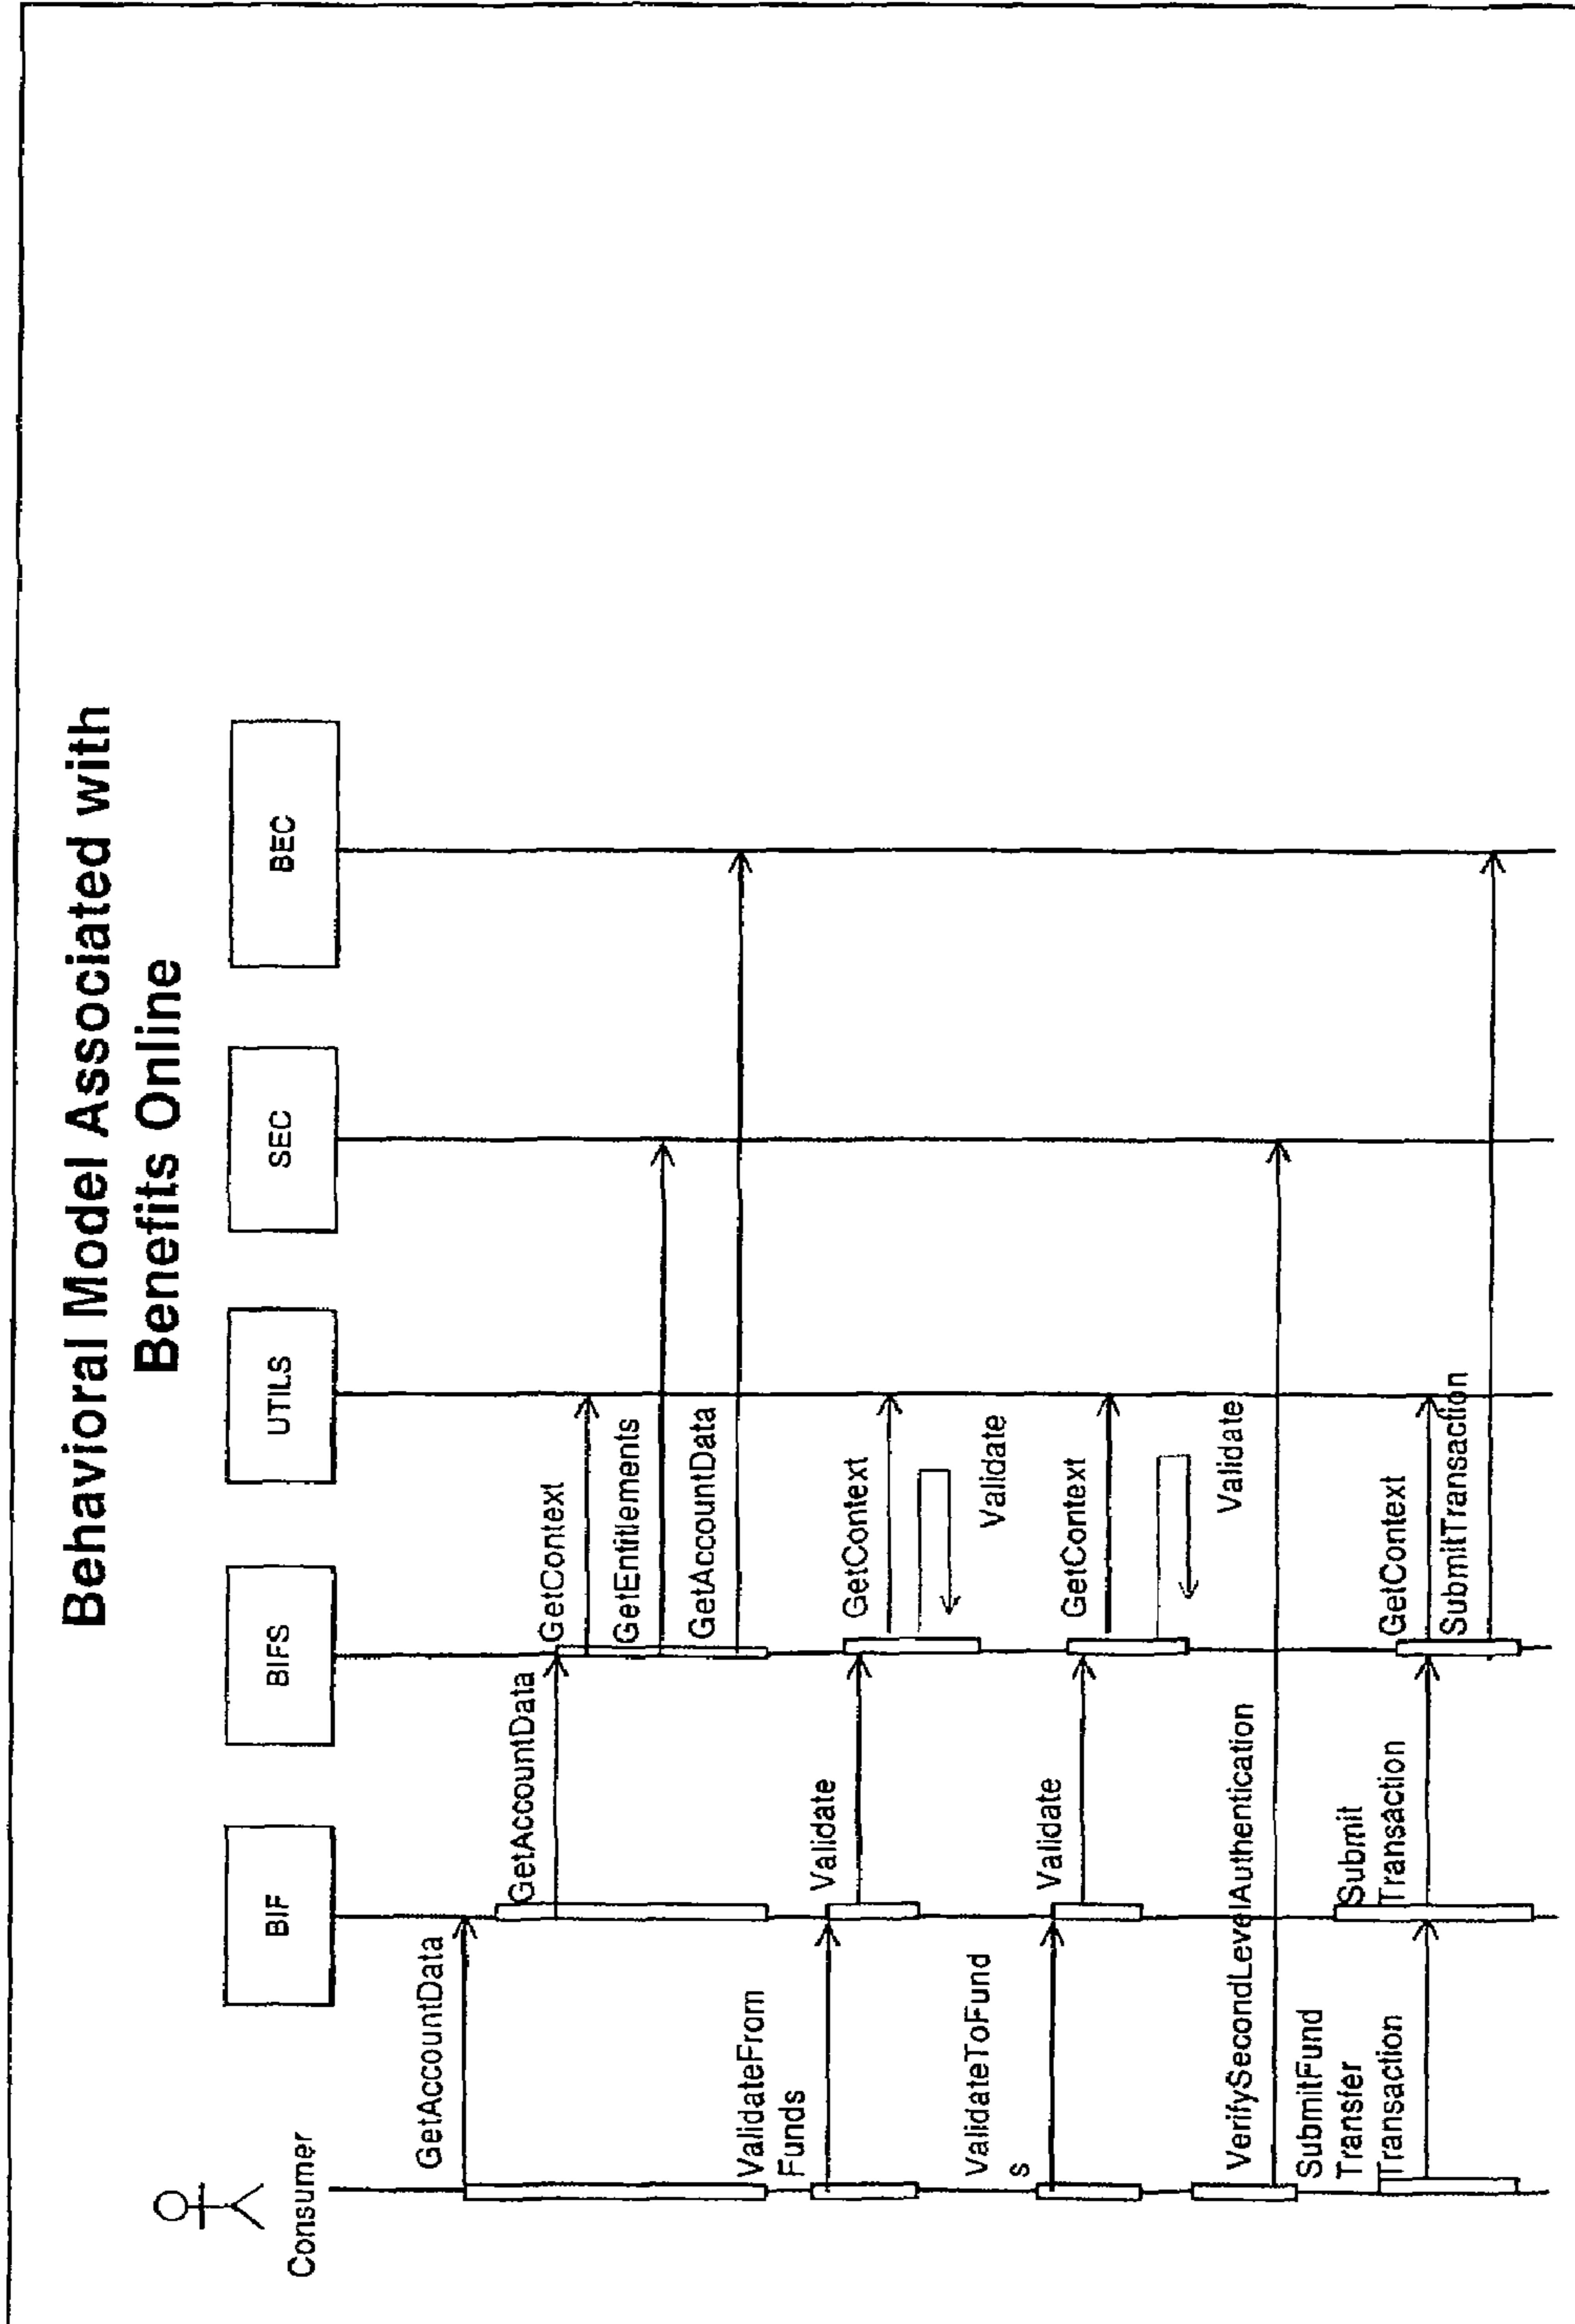 Behavioral Model Associated with
Benefits Online
Consumer
BIF
BIFS
UTILS
SEC
BEC
GetAccountData
GetAccountData
GetContext
GetEntitlements
GetAccountData
ValidateFrom
Funds
Validate
GetContext
Validate
ValidateToFund
s
Validate
GetContext
Validate
VerifySecondLevelAuthentication
SubmitFund
Transfer
Transaction
Submit
Transaction
GetContext
SubmitTransaction